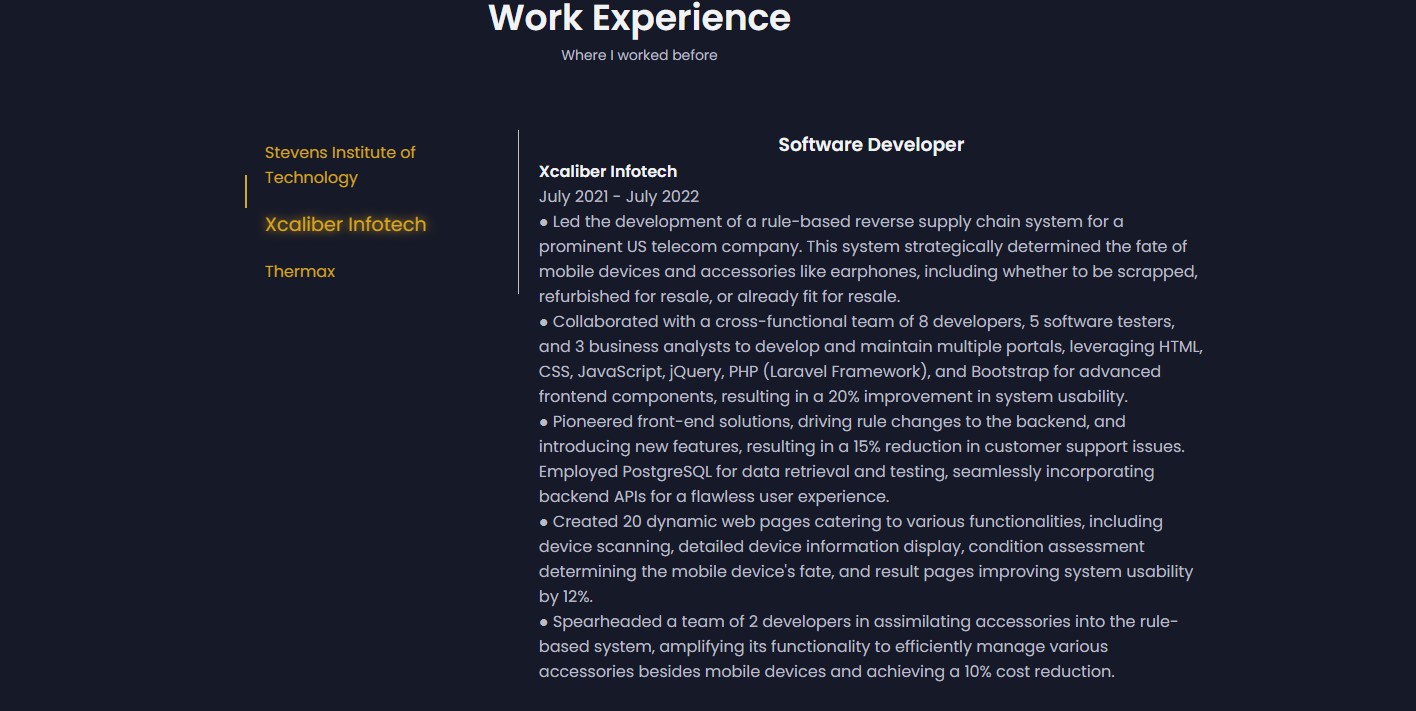 Work Experience
Where I worked before
Stevens Institute of
Technology
Xcaliber Infotech
Thermax
Software Developer
Xcaliber Infotech
July 2021 - July 2022
● Led the development of a rule-based reverse supply chain system for a
prominent US telecom company. This system strategically determined the fate of
mobile devices and accessories like earphones, including whether to be scrapped,
refurbished for resale, or already fit for resale.
● Collaborated with a cross-functional team of 8 developers, 5 software testers,
and 3 business analysts to develop and maintain multiple portals, leveraging HTML,
CSS, JavaScript, jQuery, PHP (Laravel Framework), and Bootstrap for advanced
frontend components, resulting in a 20% improvement in system usability.
● Pioneered front-end solutions, driving rule changes to the backend, and
introducing new features, resulting in a 15% reduction in customer support issues.
Employed PostgreSQL for data retrieval and testing, seamlessly incorporating
backend APIs for a flawless user experience.
● Created 20 dynamic web pages catering to various functionalities, including
device scanning, detailed device information display, condition assessment
determining the mobile device's fate, and result pages improving system usability
by 12%.
● Spearheaded a team of 2 developers in assimilating accessories into the rule-
based system, amplifying its functionality to efficiently manage various
accessories besides mobile devices and achieving a 10% cost reduction.